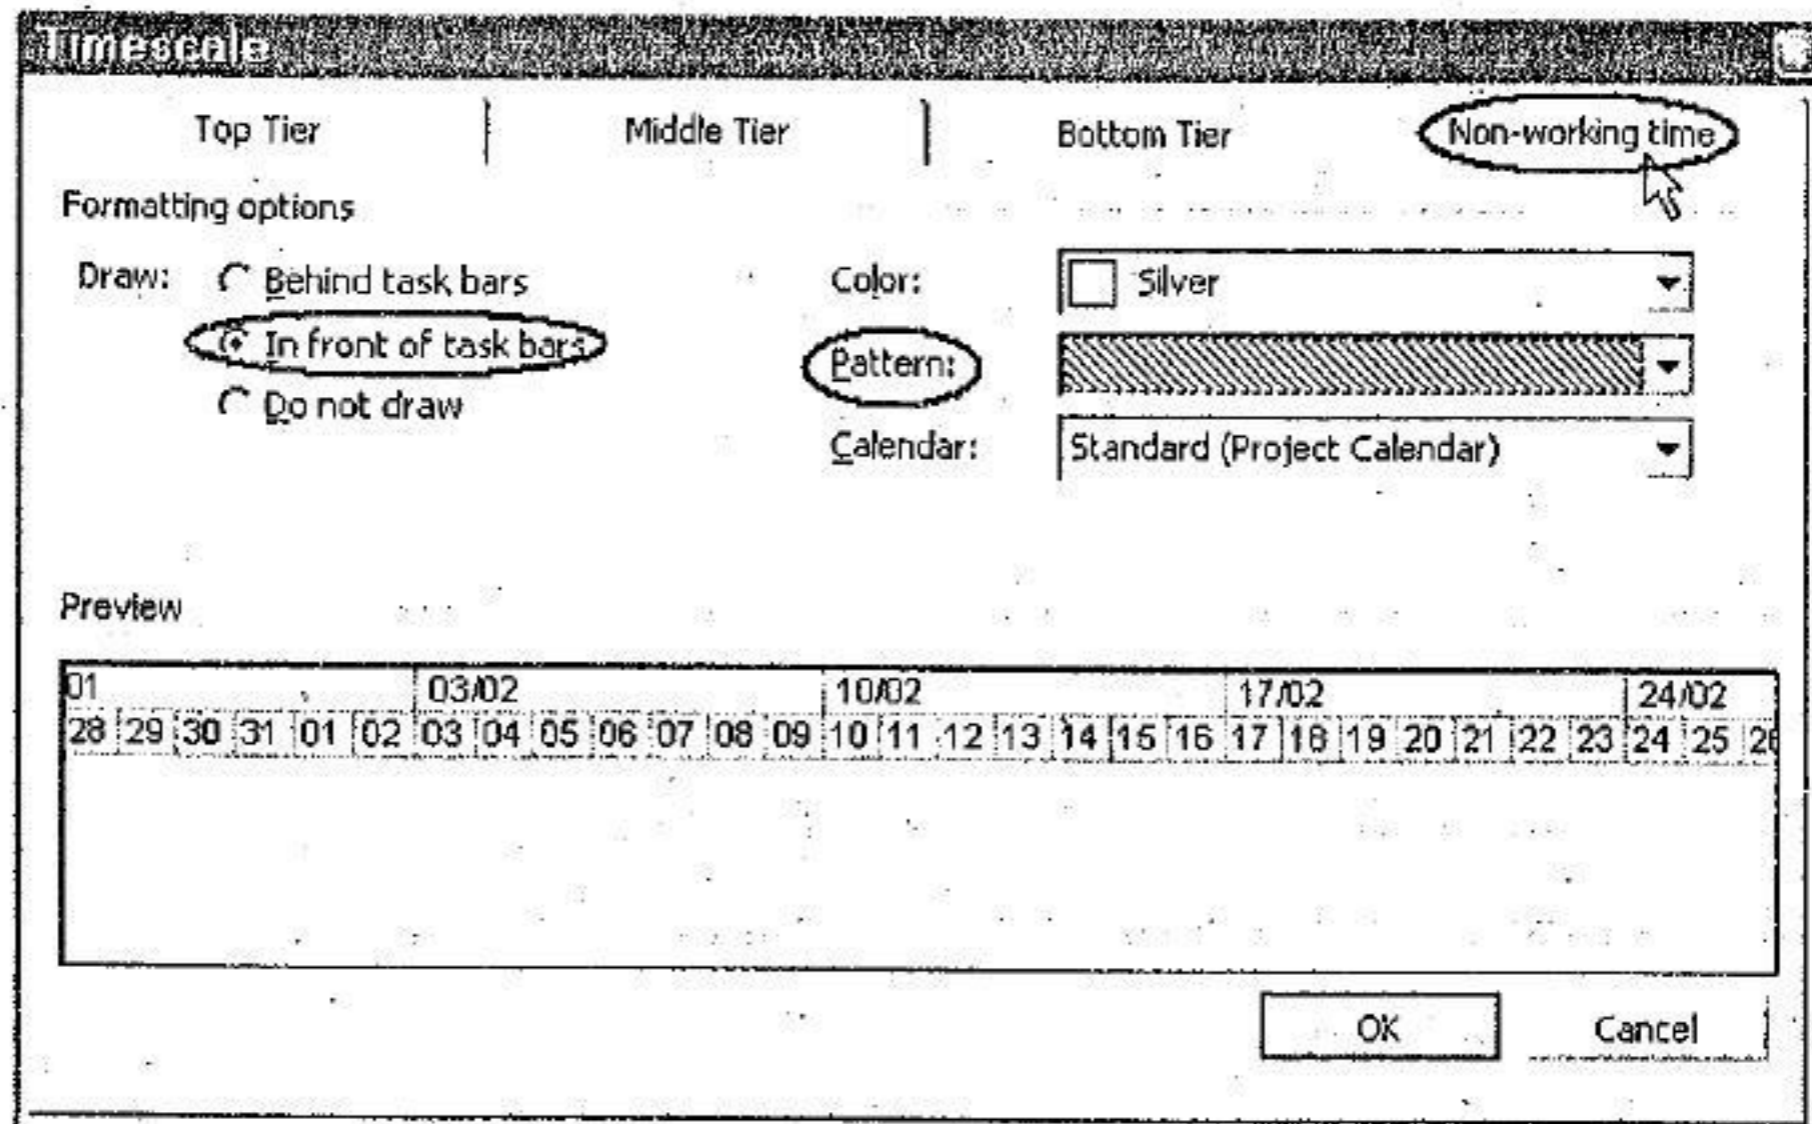 Timescale
Top Tier Middle Tier Bottom Tier Non-working time
Formatting options
Draw: Behind task bars Color: Silver
In front of task bars Pattern:
Do not draw
Calendar: Standard (Project Calendar)
Preview
01 03/02 10/02 17/02 24/02
28 29 30 31 01 02 03 04 05 06 07 08 09 10 11 12 13 14 15 16 17 18 19 20 21 22 23 24 25 26
OK Cancel